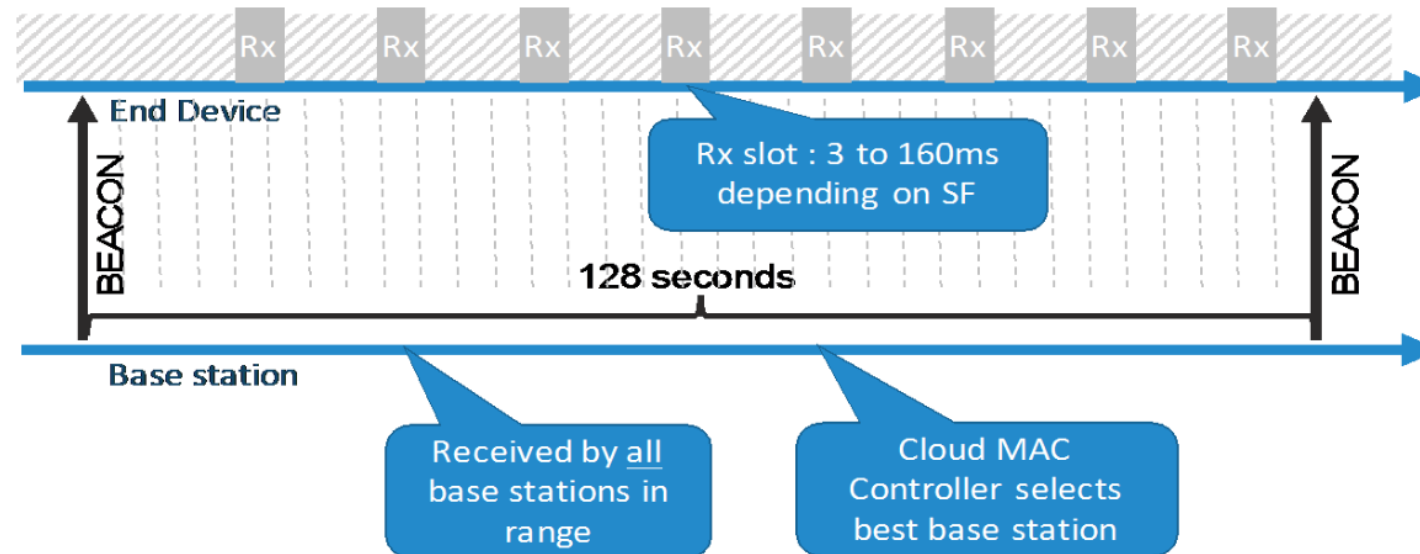 Rx Rx Rx Rx Rx Rx Rx Rx
End Device
Rx slot : 3 to 160ms
depending on SF
BEACON
128 seconds
BEACON
Base station
Received by all
base stations in
range
Cloud MAC
Controller selects
best base station